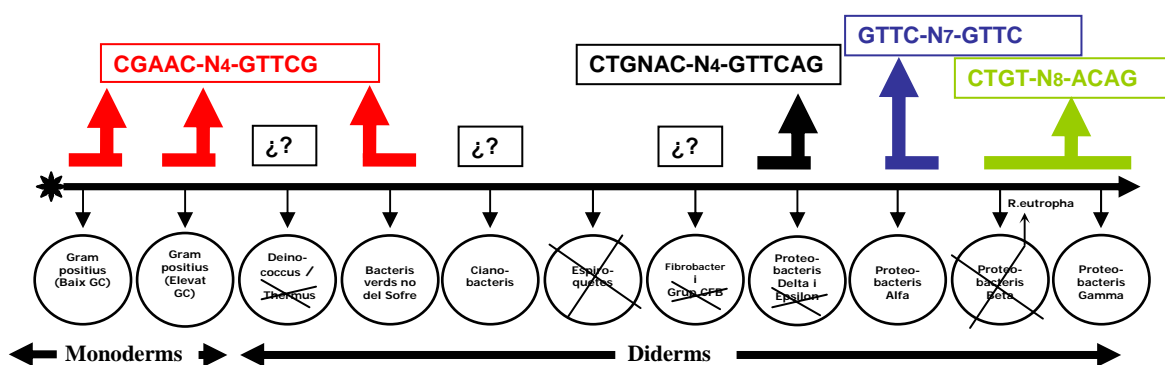 GTTC-N7-GTTC
CGAAC-N4-GTTCG
CTGNAC-N4-GTTCAG
CTGT-N8-ACAG
¿?
¿?
¿?
R.eutropha
Gram
positius
(Baix GC)
Gram
positius
(Elevat
GC)
Deino-
coccus /
Thermus
Bacteris
verds no
del Sofre
Ciano-
bacteris
Espiro-
quetes
Fibrobacter
i
Grup CFB
Proteo-
bacteris
Delta i
Epsilon
Proteo-
bacteris
Alfa
Proteo-
bacteris
Beta
Proteo-
bacteris
Gamma
Monoderms
Diderms